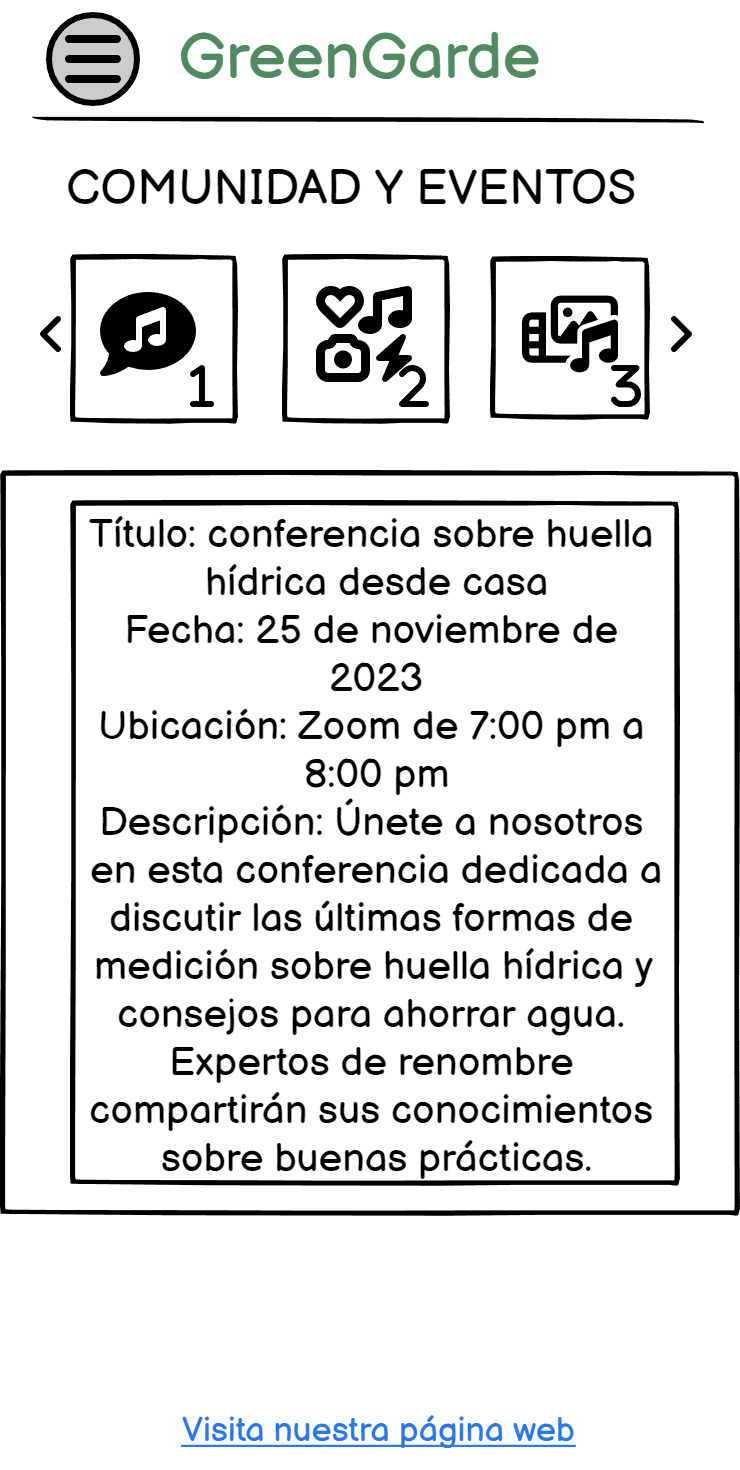 GreenGarde
COMUNIDAD Y EVENTOS
1
2
3
Título: conferencia sobre huella
hídrica desde casa
Fecha: 25 de noviembre de
2023
Ubicación: Zoom de 7:00 pm a
8:00 pm
Descripción: Únete a nosotros
en esta conferencia dedicada a
discutir las últimas formas de
medición sobre huella hídrica y
consejos para ahorrar agua.
Expertos de renombre
compartirán sus conocimientos
sobre buenas prácticas.
Visita nuestra página web